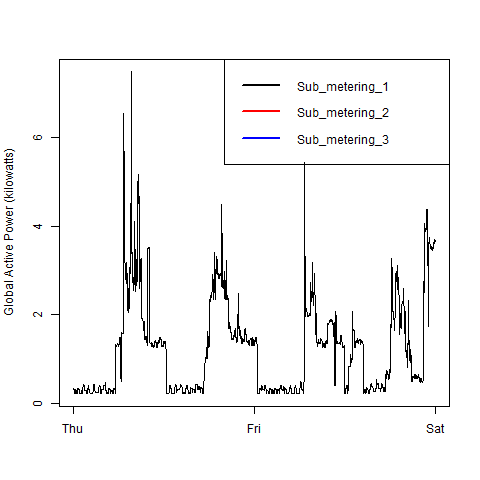 Sub_metering_1
Sub_metering_2
Sub_metering_3
Global Active Power (kilowatts)
6
4
2
0
Thu Fri Sat